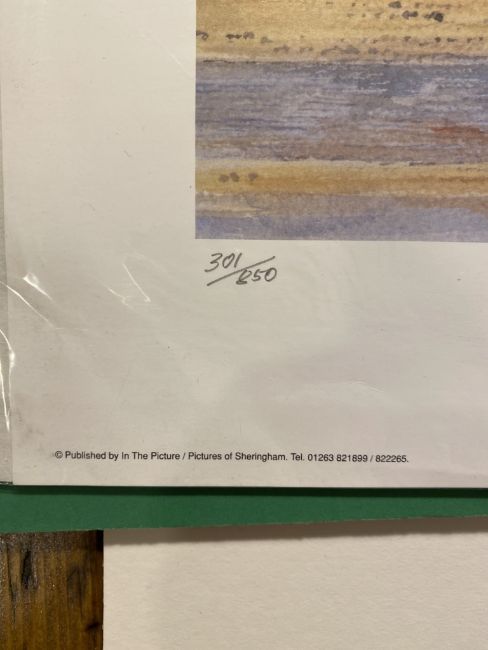 301/850
© Published by In The Picture / Pictures of Sheringham. Tel. 01263 821899 / 822265.